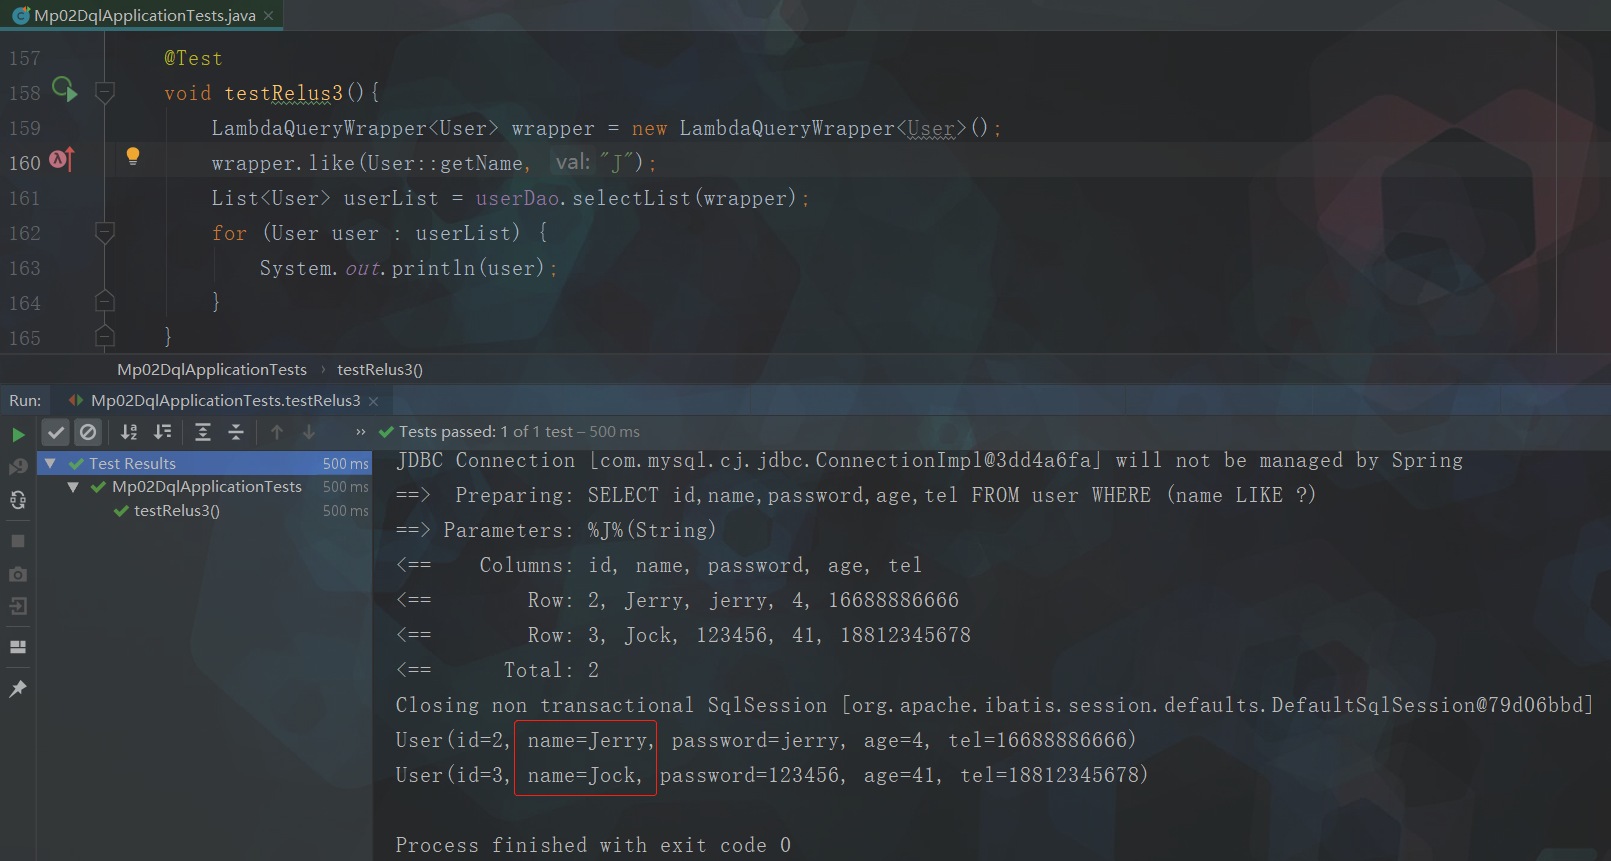 Mp02DqlApplicationTests.java
157 @Test
158 void testRelus3(){
159 LambdaQueryWrapper<User> wrapper = new LambdaQueryWrapper<User>();
160 wrapper.like(User::getName, val: "J");
161 List<User> userList = userDao.selectList(wrapper);
162 for (User user : userList) {
163 System.out.println(user);
164 }
165 }
Mp02DqlApplicationTests › testRelus3()
Run: Mp02DqlApplicationTests.testRelus3
» Tests passed: 1 of 1 test – 500 ms
Test Results 500 ms
Mp02DqlApplicationTests 500 ms
testRelus3() 500 ms
JDBC Connection [com.mysql.cj.jdbc.ConnectionImpl@3dd4a6fa] will not be managed by Spring
==>  Preparing: SELECT id,name,password,age,tel FROM user WHERE (name LIKE ?)
==> Parameters: %J%(String)
<==    Columns: id, name, password, age, tel
<==        Row: 2, Jerry, jerry, 4, 16688886666
<==        Row: 3, Jock, 123456, 41, 18812345678
<==      Total: 2
Closing non transactional SqlSession [org.apache.ibatis.session.defaults.DefaultSqlSession@79d06bbd]
User(id=2, name=Jerry, password=jerry, age=4, tel=16688886666)
User(id=3, name=Jock, password=123456, age=41, tel=18812345678)
Process finished with exit code 0